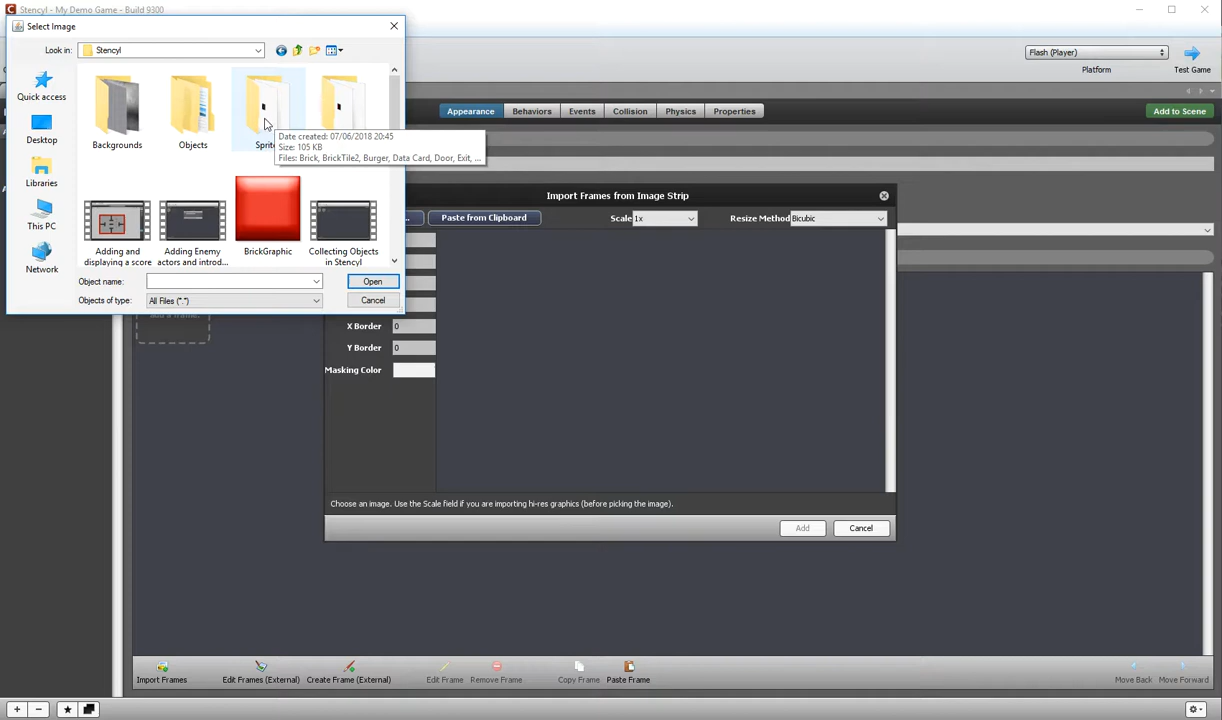 Stencyl - My Demo Game - Build 9300
Select Image
Look in:
Stencyl
Quick access
Desktop
Libraries
This PC
Network
Backgrounds
Objects
Date created: 07/06/2018 20:45
Size: 105 KB
Files: Brick, BrickTile2, Burger, Data Card, Door, Exit, ...
Adding and
displaying a score
Adding Enemy
actors and introd...
BrickGraphic
Collecting Objects
in Stencyl
Object name:
Open
Objects of type:
All Files (*.*)
Cancel
Flash (Player)
Platform
Test Game
Appearance
Behaviors
Events
Collision
Physics
Properties
Add to Scene
Import Frames from Image Strip
...
Paste from Clipboard
Scale
1x
Resize Method
Bicubic
X Border
0
Y Border
0
Masking Color
Choose an image. Use the Scale field if you are importing hi-res graphics (before picking the image).
Add
Cancel
Import Frames
Edit Frames (External)
Create Frame (External)
Edit Frame
Remove Frame
Copy Frame
Paste Frame
Move Back
Move Forward